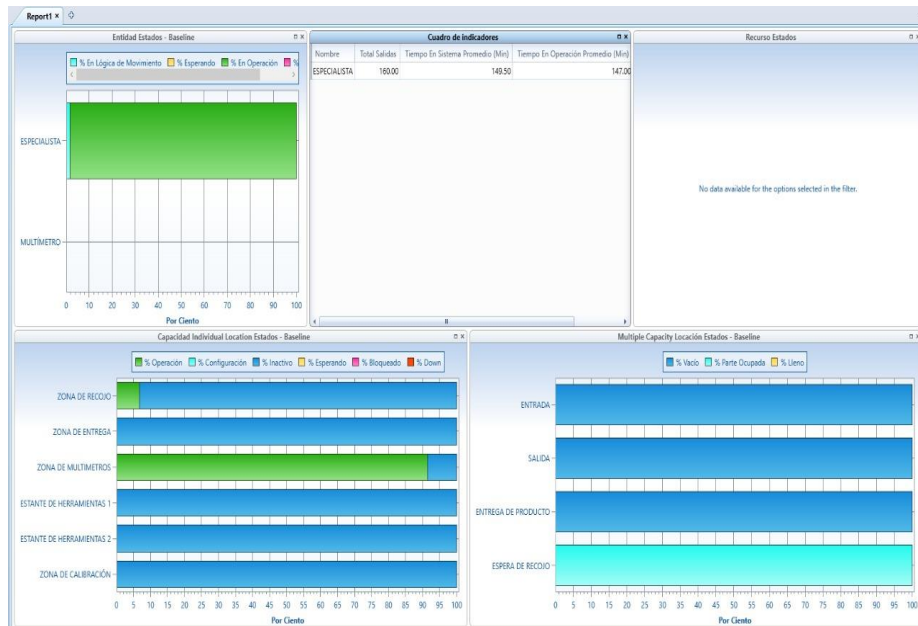 Report1 ×
Entidad Estados - Baseline
% En Lógica de Movimiento % Esperando % En Operación %
ESPECIALISTA
MULTÍMETRO
0 10 20 30 40 50 60 70 80 90 100
Por Ciento
Cuadro de indicadores
Nombre Total Salidas Tiempo En Sistema Promedio (Min) Tiempo En Operación Promedio (Min)
ESPECIALISTA 160.00 149.50 147.00
Recurso Estados
No data available for the options selected in the filter.
Capacidad Individual Location Estados - Baseline
% Operación % Configuración % Inactivo % Esperando % Bloqueado % Down
ZONA DE RECOJO
ZONA DE ENTREGA
ZONA DE MULTIMETROS
ESTANTE DE HERRAMIENTAS 1
ESTANTE DE HERRAMIENTAS 2
ZONA DE CALIBRACIÓN
0 5 10 15 20 25 30 35 40 45 50 55 60 65 70 75 80 85 90 95 100
Por Ciento
Multiple Capacity Locación Estados - Baseline
% Vacío % Parte Ocupada % Lleno
ENTRADA
SALIDA
ENTREGA DE PRODUCTO
ESPERA DE RECOJO
0 5 10 15 20 25 30 35 40 45 50 55 60 65 70 75 80 85 90 95 100
Por Ciento